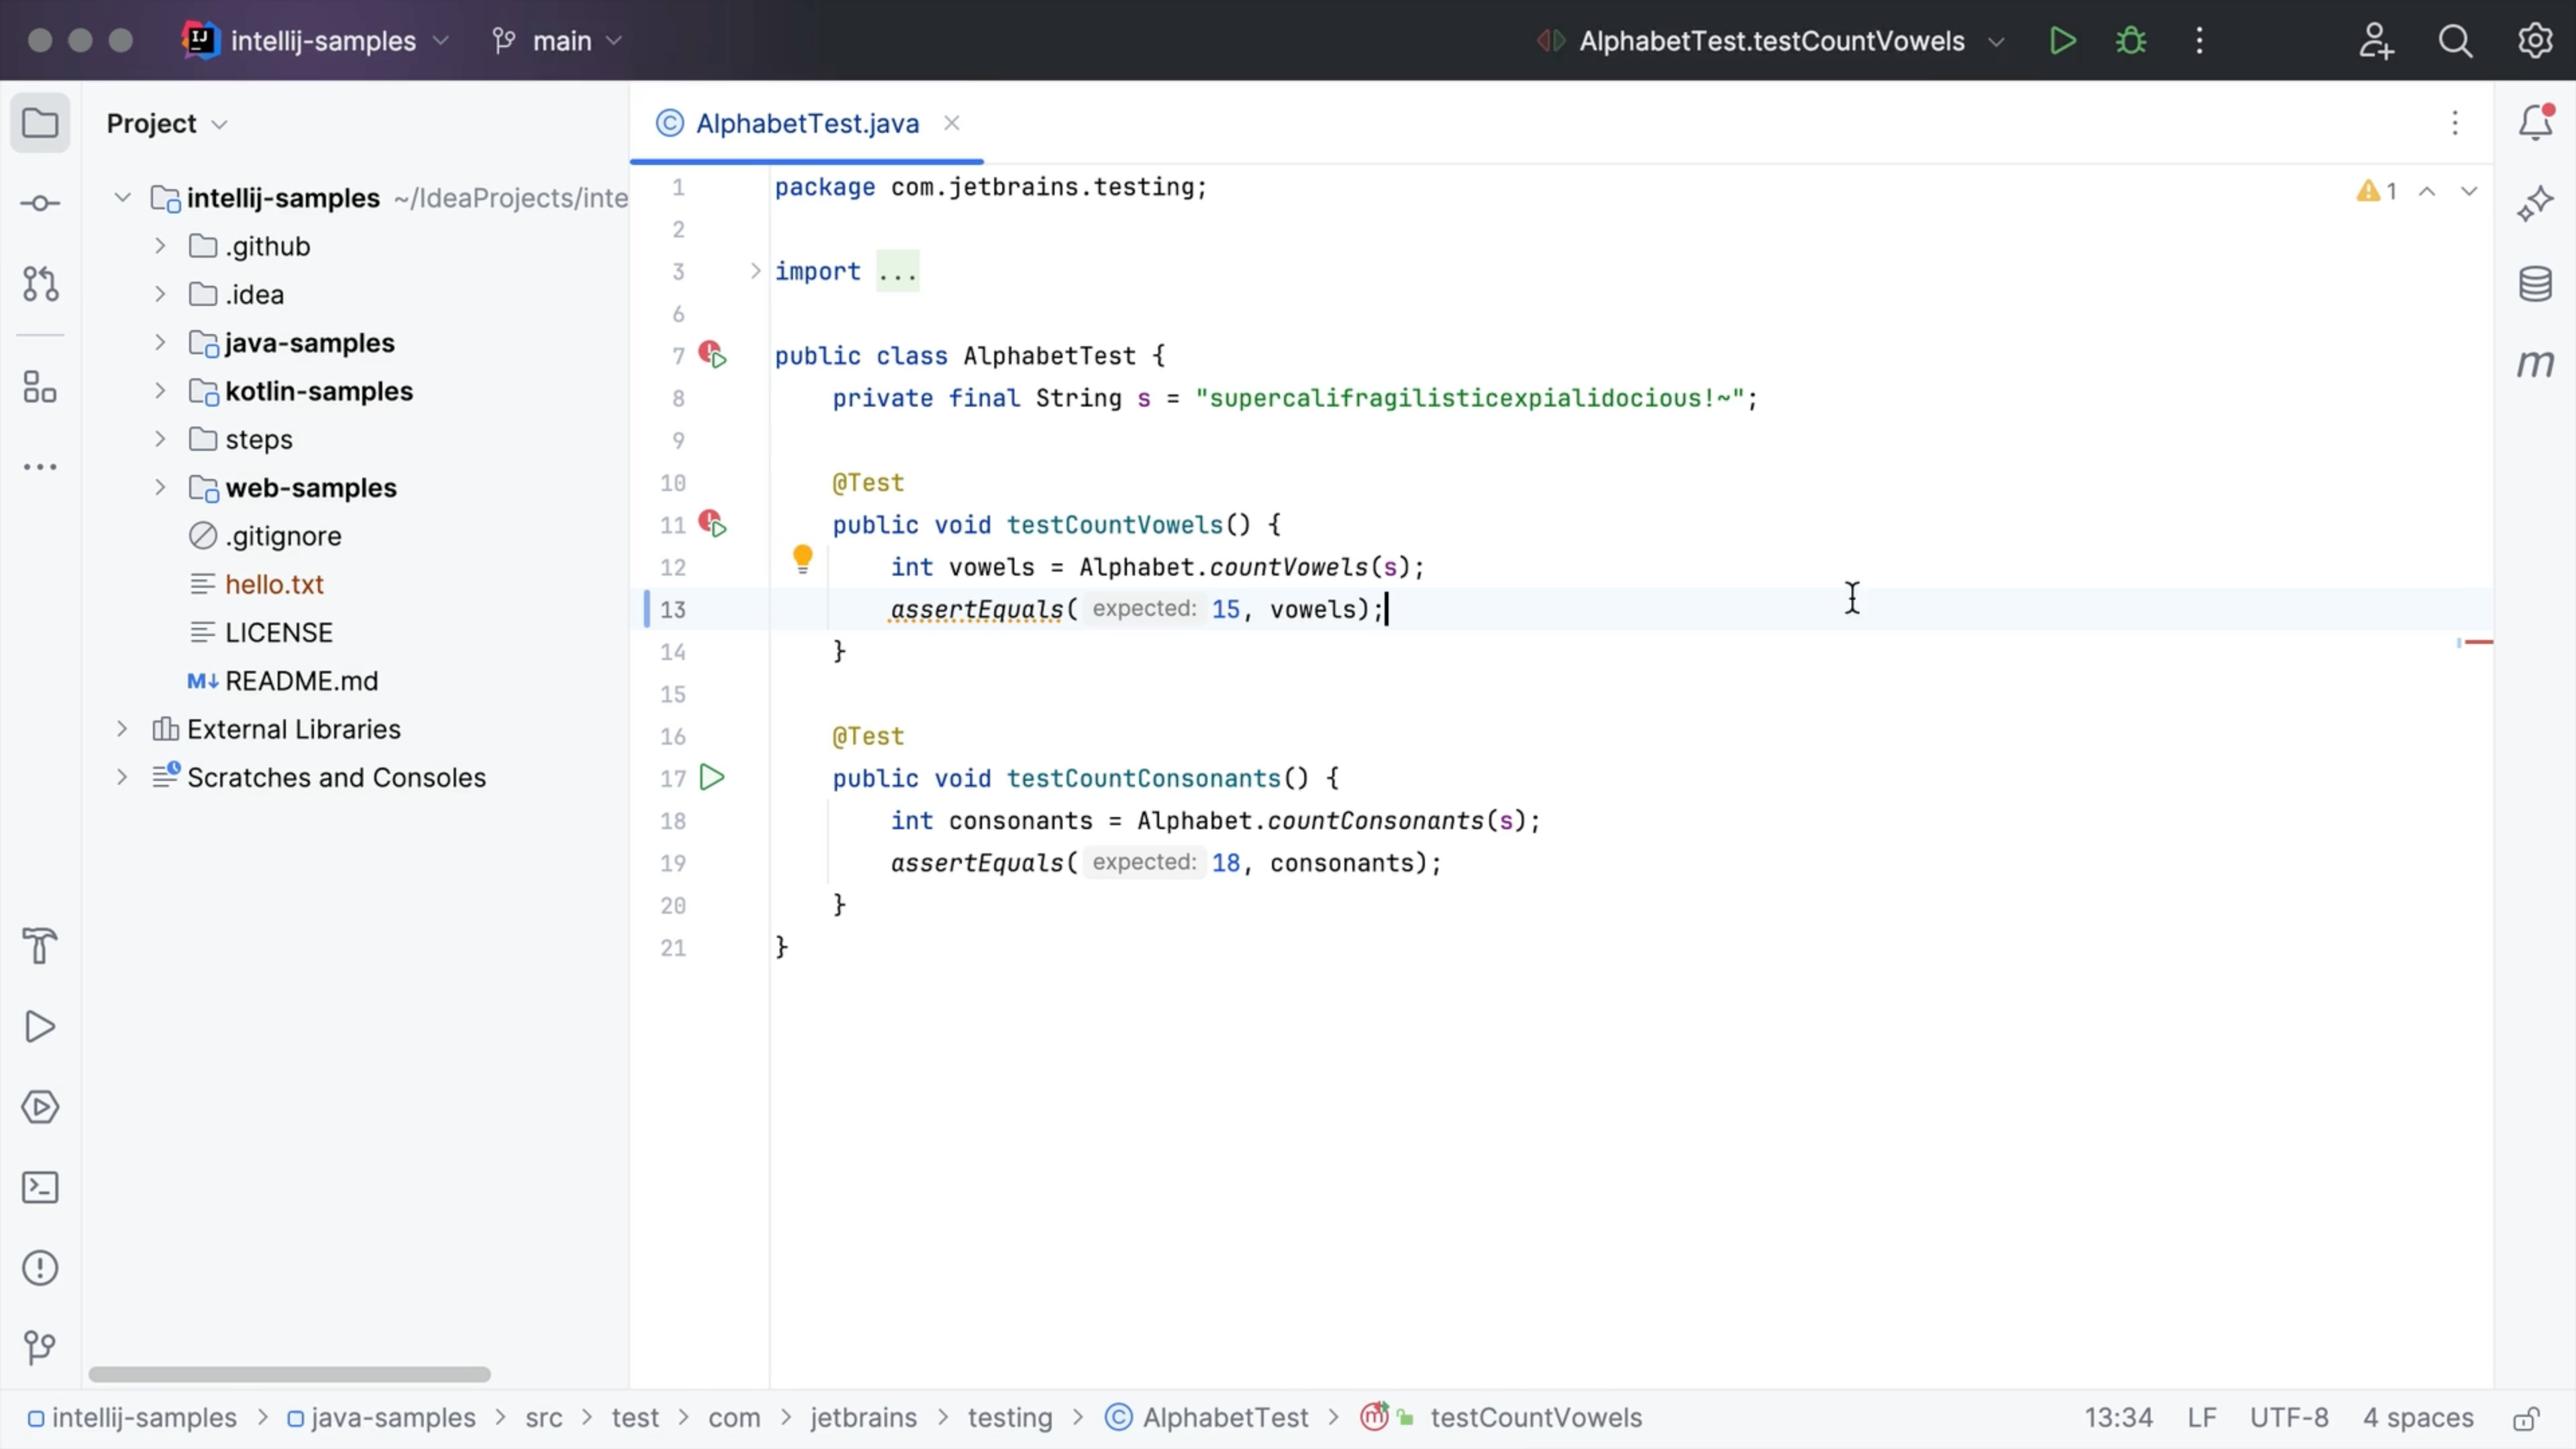 IJ intellij-samples main AlphabetTest.testCountVowels
Project
intellij-samples ~/IdeaProjects/inte
.github
.idea
java-samples
kotlin-samples
steps
web-samples
.gitignore
hello.txt
LICENSE
M↓ README.md
External Libraries
Scratches and Consoles
C AlphabetTest.java
1
1 package com.jetbrains.testing;
2
3 import ...
6
7 public class AlphabetTest {
8 private final String s = "supercalifragilisticexpialidocious!~";
9
10 @Test
11 public void testCountVowels() {
12 int vowels = Alphabet.countVowels(s);
13 assertEquals( expected: 15, vowels);
14 }
15
16 @Test
17 public void testCountConsonants() {
18 int consonants = Alphabet.countConsonants(s);
19 assertEquals( expected: 18, consonants);
20 }
21 }
m
intellij-samples > java-samples > src > test > com > jetbrains > testing > C AlphabetTest > m testCountVowels 13:34 LF UTF-8 4 spaces